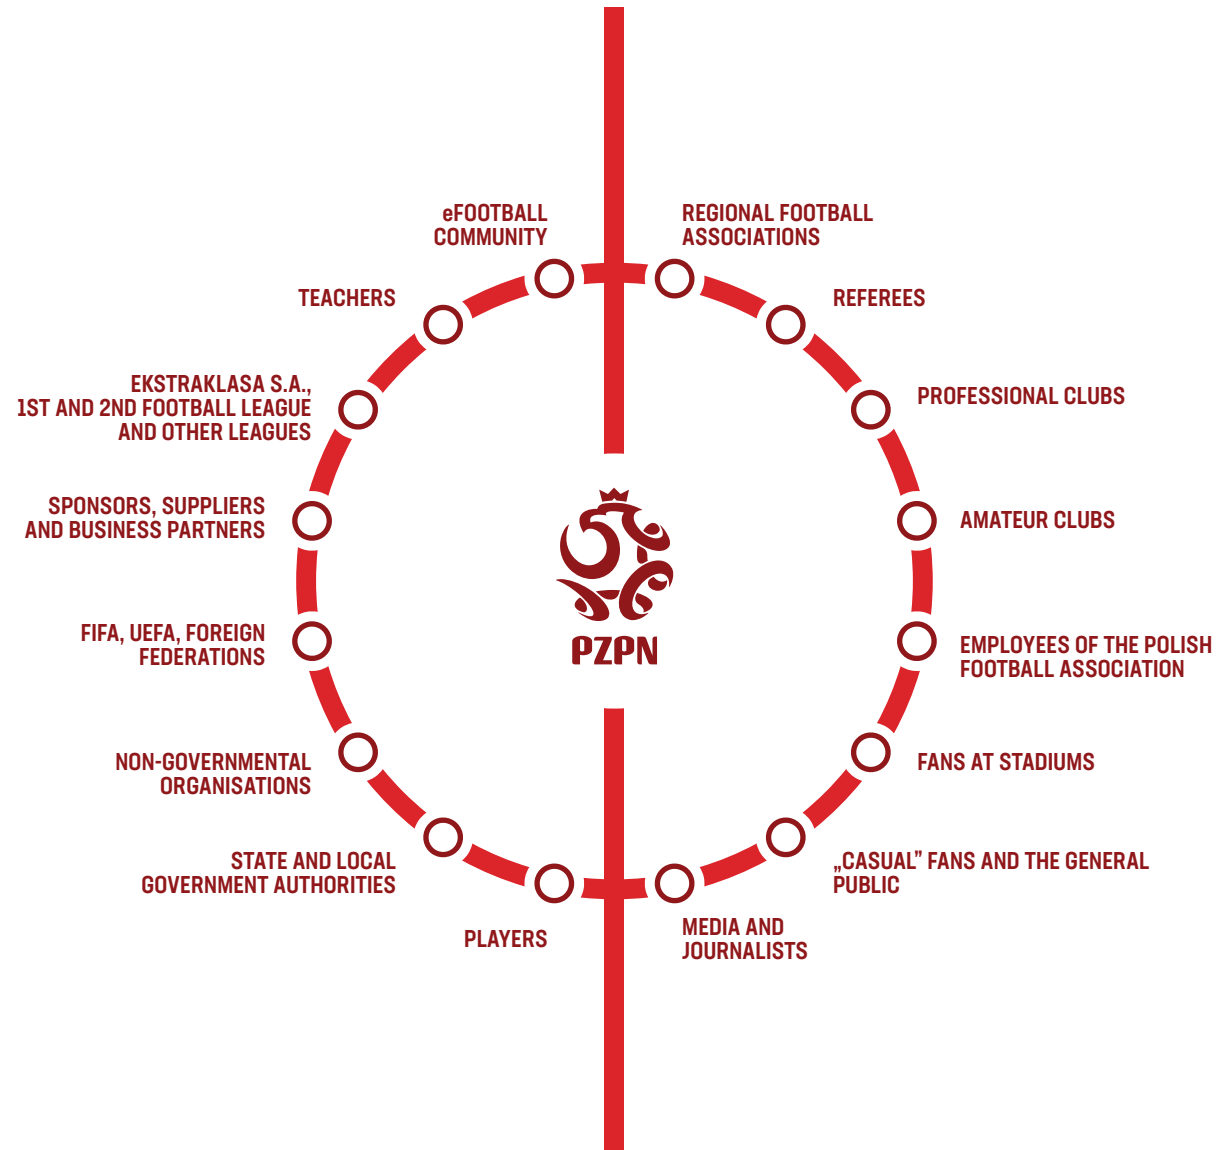 eFOOTBALL
COMMUNITY
REGIONAL FOOTBALL
ASSOCIATIONS
TEACHERS
REFEREES
EKSTRAKLASA S.A.,
1ST AND 2ND FOOTBALL LEAGUE
AND OTHER LEAGUES
PROFESSIONAL CLUBS
SPONSORS, SUPPLIERS
AND BUSINESS PARTNERS
AMATEUR CLUBS
FIFA, UEFA, FOREIGN
FEDERATIONS
PZPN
EMPLOYEES OF THE POLISH
FOOTBALL ASSOCIATION
NON-GOVERNMENTAL
ORGANISATIONS
FANS AT STADIUMS
STATE AND LOCAL
GOVERNMENT AUTHORITIES
„CASUAL” FANS AND THE GENERAL
PUBLIC
PLAYERS
MEDIA AND
JOURNALISTS